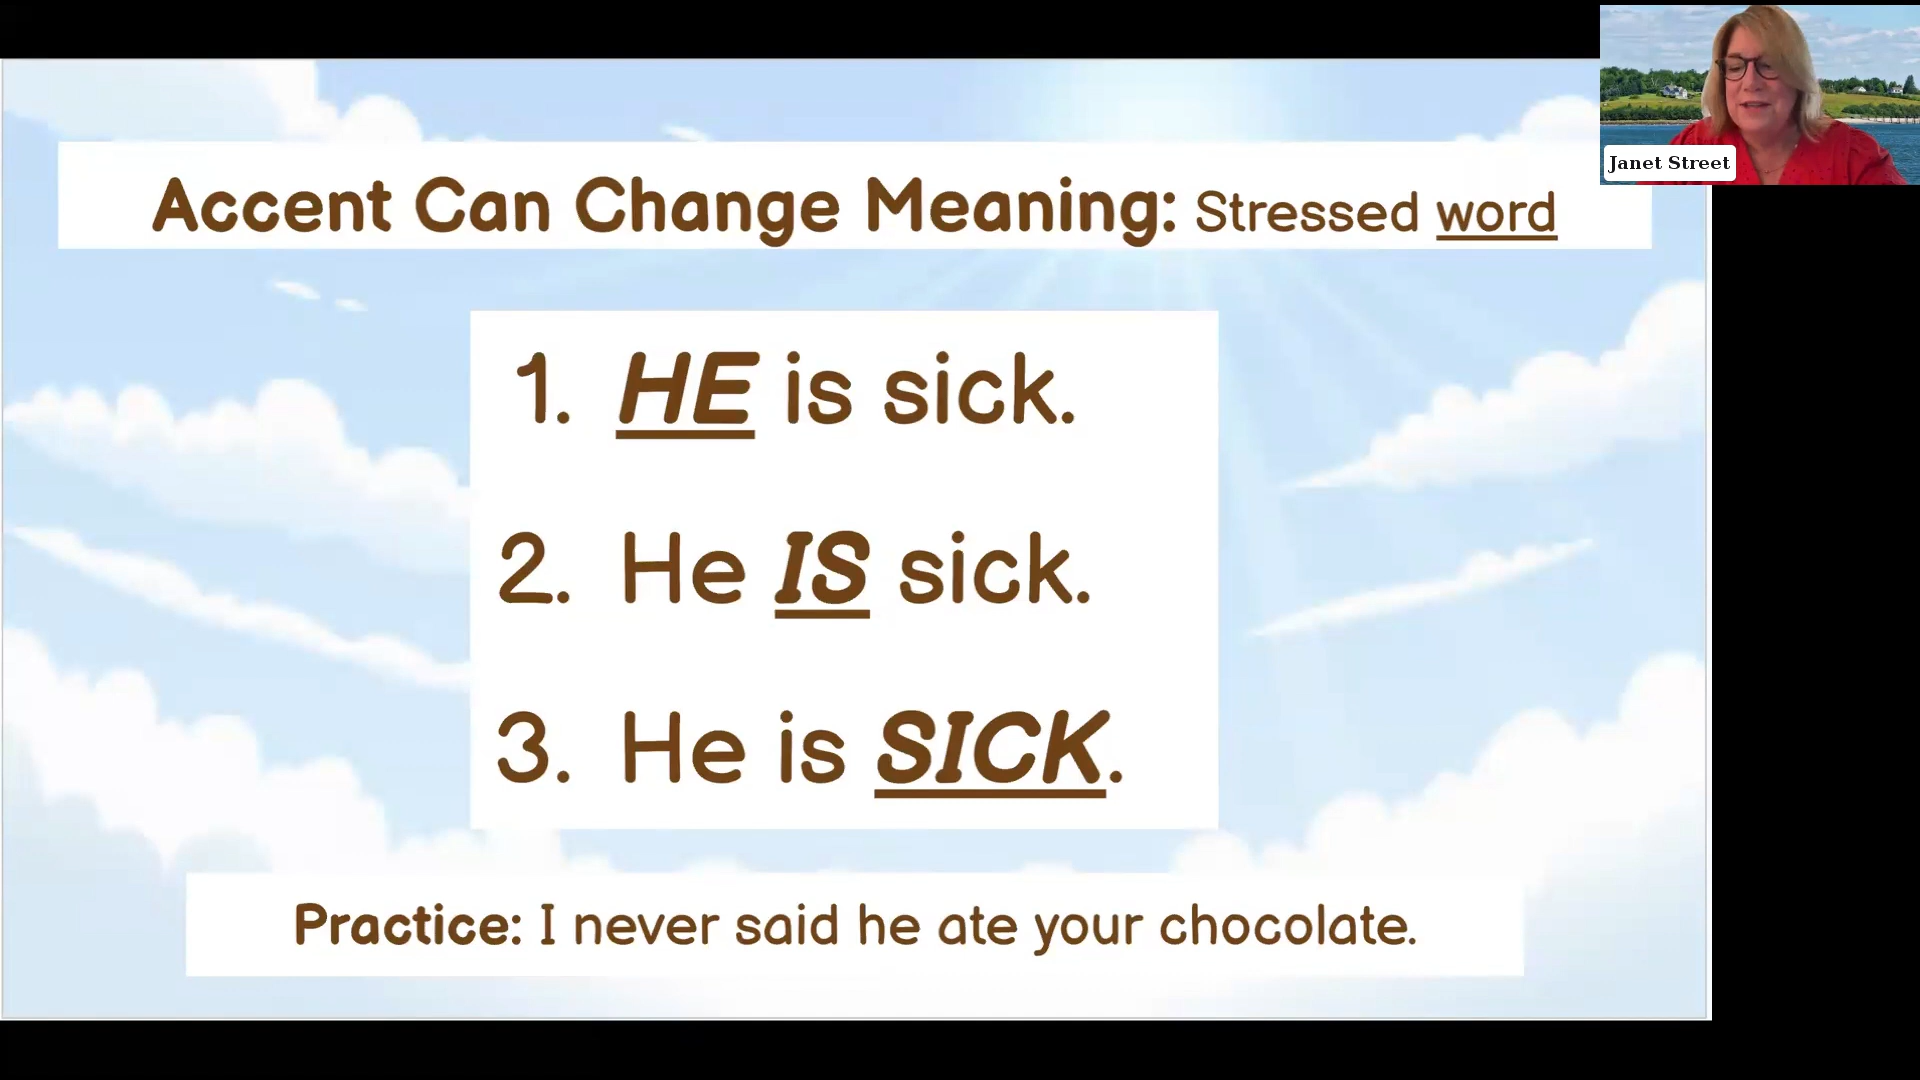 Janet Street
Accent Can Change Meaning: Stressed word
1. HE is sick.
2. He IS sick.
3. He is SICK.
Practice: I never said he ate your chocolate.